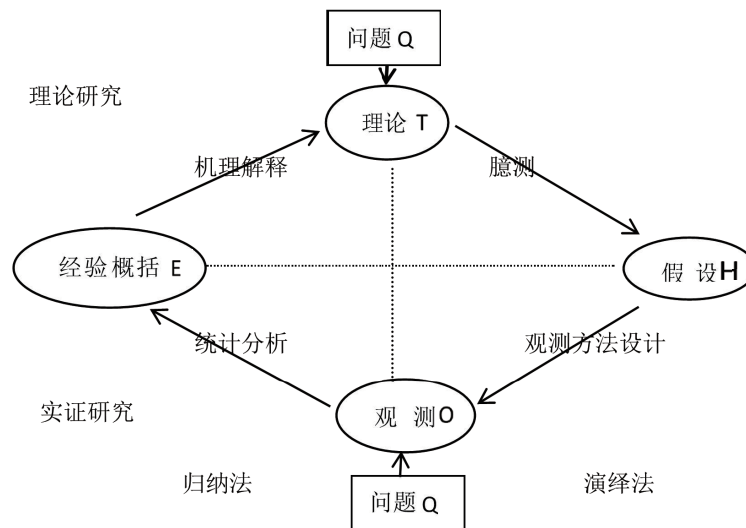 问题 Q
理论研究
理论 T
机理解释
臆测
经验概括 E
假 设H
统计分析
观测方法设计
实证研究
观 测O
归纳法
问题 Q
演绎法